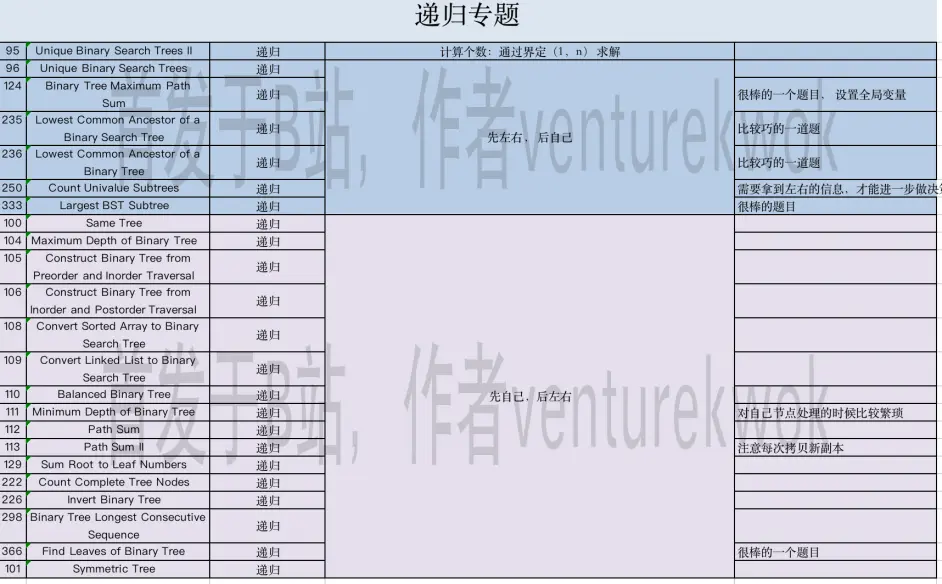 递归专题
95 Unique Binary Search Trees II 递归 计算个数：通过界定（1，n）求解
96 Unique Binary Search Trees 递归
124 Binary Tree Maximum Path
Sum 递归 很棒的一个题目、设置全局变量
235 Lowest Common Ancestor of a
Binary Search Tree 递归 先左右，后自己 比较巧的一道题
236 Lowest Common Ancestor of a
Binary Tree 递归 比较巧的一道题
250 Count Univalue Subtrees 递归 需要拿到左右的信息，才能进一步做决
333 Largest BST Subtree 递归 很棒的题目
100 Same Tree 递归
104 Maximum Depth of Binary Tree 递归
105 Construct Binary Tree from
Preorder and Inorder Traversal 递归
106 Construct Binary Tree from
Inorder and Postorder Traversal 递归
108 Convert Sorted Array to Binary
Search Tree 递归
109 Convert Linked List to Binary
Search Tree 递归
110 Balanced Binary Tree 递归 先自己，后左右
111 Minimum Depth of Binary Tree 递归 对自己节点处理的时候比较繁琐
112 Path Sum 递归
113 Path Sum II 递归 注意每次拷贝新副本
129 Sum Root to Leaf Numbers 递归
222 Count Complete Tree Nodes 递归
226 Invert Binary Tree 递归
298 Binary Tree Longest Consecutive
Sequence 递归
366 Find Leaves of Binary Tree 递归 很棒的一个题目
101 Symmetric Tree 递归
首发于B站，作者venturekwok
首发于B站，作者venturekwok